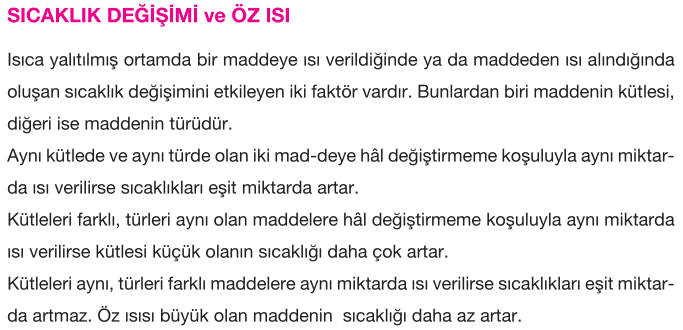 SICAKLIK DEĞİŞİMİ ve ÖZ ISI
Isıca yalıtılmış ortamda bir maddeye ısı verildiğinde ya da maddeden ısı alındığında
oluşan sıcaklık değişimini etkileyen iki faktör vardır. Bunlardan biri maddenin kütlesi,
diğeri ise maddenin türüdür.
Aynı kütlede ve aynı türde olan iki mad-deye hâl değiştirmeme koşuluyla aynı miktar-
da ısı verilirse sıcaklıkları eşit miktarda artar.
Kütleleri farklı, türleri aynı olan maddelere hâl değiştirmeme koşuluyla aynı miktarda
ısı verilirse kütlesi küçük olanın sıcaklığı daha çok artar.
Kütleleri aynı, türleri farklı maddelere aynı miktarda ısı verilirse sıcaklıkları eşit miktar-
da artmaz. Öz ısısı büyük olan maddenin  sıcaklığı daha az artar.